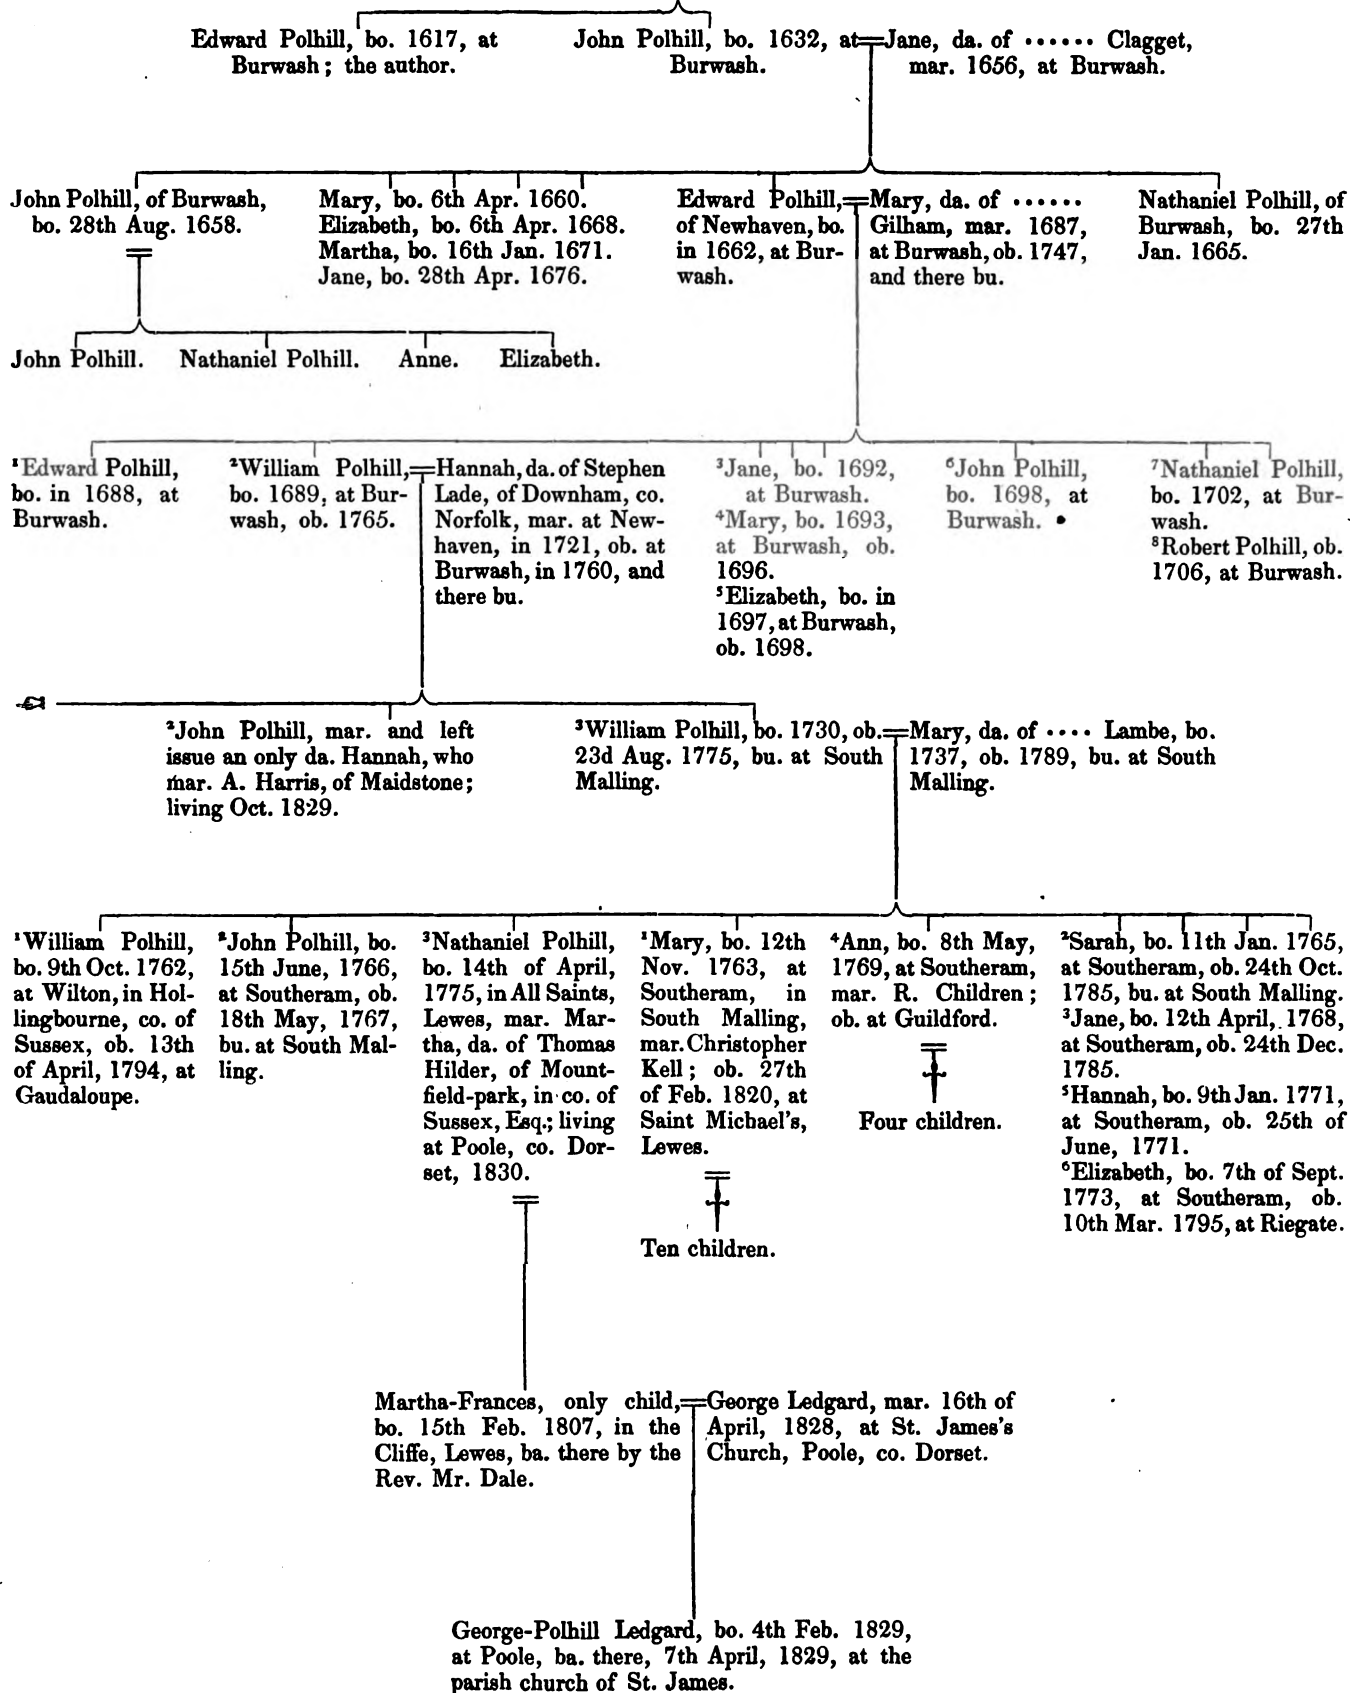 Edward Polhill, bo. 1617, at
Burwash; the author.
John Polhill, bo. 1632, at=Jane, da. of ...... Clagget,
Burwash.
mar. 1656, at Burwash.
John Polhill, of Burwash,
bo. 28th Aug. 1658.
Mary, bo. 6th Apr. 1660.
Elizabeth, bo. 6th Apr. 1668.
Martha, bo. 16th Jan. 1671.
Jane, bo. 28th Apr. 1676.
Edward Polhill,=
of Newhaven, bo.
in 1662, at Bur-
wash.
Mary, da. of ......
Gilham, mar. 1687,
at Burwash, ob. 1747,
and there bu.
Nathaniel Polhill, of
Burwash, bo. 27th
Jan. 1665.
John Polhill. Nathaniel Polhill. Anne. Elizabeth.
¹Edward Polhill,
bo. in 1688, at
Burwash.
²William Polhill,=
bo. 1689, at Bur-
wash, ob. 1765.
Hannah, da. of Stephen
Lade, of Downham, co.
Norfolk, mar. at New-
haven, in 1721, ob. at
Burwash, in 1760, and
there bu.
³Jane, bo. 1692,
at Burwash.
⁴Mary, bo. 1693,
at Burwash, ob.
1696.
⁵Elizabeth, bo. in
1697, at Burwash,
ob. 1698.
⁶John Polhill,
bo. 1698, at
Burwash.
⁷Nathaniel Polhill,
bo. 1702, at Bur-
wash.
⁸Robert Polhill, ob.
1706, at Burwash.
²John Polhill, mar. and left
issue an only da. Hannah, who
mar. A. Harris, of Maidstone;
living Oct. 1829.
³William Polhill, bo. 1730, ob.=
23d Aug. 1775, bu. at South
Malling.
Mary, da. of .... Lambe, bo.
1737, ob. 1789, bu. at South
Malling.
¹William Polhill,
bo. 9th Oct. 1762,
at Wilton, in Hol-
lingbourne, co. of
Sussex, ob. 13th
of April, 1794, at
Gaudaloupe.
²John Polhill, bo.
15th June, 1766,
at Southeram, ob.
18th May, 1767,
bu. at South Mal-
ling.
³Nathaniel Polhill,
bo. 14th of April,
1775, in All Saints,
Lewes, mar. Mar-
tha, da. of Thomas
Hilder, of Mount-
field-park, in co. of
Sussex, Esq.; living
at Poole, co. Dor-
set, 1830.
¹Mary, bo. 12th
Nov. 1763, at
Southeram, in
South Malling,
mar. Christopher
Kell; ob. 27th
of Feb. 1820, at
Saint Michael's,
Lewes.
Ten children.
⁴Ann, bo. 8th May,
1769, at Southeram,
mar. R. Children;
ob. at Guildford.
Four children.
²Sarah, bo. 11th Jan. 1765,
at Southeram, ob. 24th Oct.
1785, bu. at South Malling.
³Jane, bo. 12th April, 1768,
at Southeram, ob. 24th Dec.
1785.
⁵Hannah, bo. 9th Jan. 1771,
at Southeram, ob. 25th of
June, 1771.
⁶Elizabeth, bo. 7th of Sept.
1773, at Southeram, ob.
10th Mar. 1795, at Riegate.
Martha-Frances, only child,=
bo. 15th Feb. 1807, in the
Cliffe, Lewes, ba. there by the
Rev. Mr. Dale.
George Ledgard, mar. 16th of
April, 1828, at St. James's
Church, Poole, co. Dorset.
George-Polhill Ledgard, bo. 4th Feb. 1829,
at Poole, ba. there, 7th April, 1829, at the
parish church of St. James.